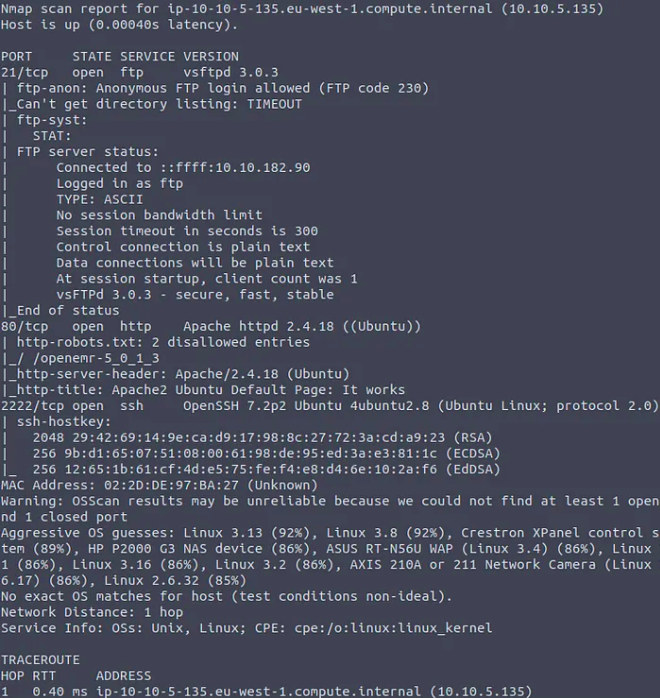 Nmap scan report for ip-10-10-5-135.eu-west-1.compute.internal (10.10.5.135)
Host is up (0.00040s latency).

PORT     STATE SERVICE VERSION
21/tcp   open  ftp     vsftpd 3.0.3
| ftp-anon: Anonymous FTP login allowed (FTP code 230)
|_Can't get directory listing: TIMEOUT
| ftp-syst:
|   STAT:
| FTP server status:
|      Connected to ::ffff:10.10.182.90
|      Logged in as ftp
|      TYPE: ASCII
|      No session bandwidth limit
|      Session timeout in seconds is 300
|      Control connection is plain text
|      Data connections will be plain text
|      At session startup, client count was 1
|      vsFTPd 3.0.3 - secure, fast, stable
|_End of status
80/tcp   open  http    Apache httpd 2.4.18 ((Ubuntu))
| http-robots.txt: 2 disallowed entries
|_/ /openemr-5_0_1_3
|_http-server-header: Apache/2.4.18 (Ubuntu)
|_http-title: Apache2 Ubuntu Default Page: It works
2222/tcp open  ssh     OpenSSH 7.2p2 Ubuntu 4ubuntu2.8 (Ubuntu Linux; protocol 2.0)
| ssh-hostkey:
|   2048 29:42:69:14:9e:ca:d9:17:98:8c:27:72:3a:cd:a9:23 (RSA)
|   256 9b:d1:65:07:51:08:00:61:98:de:95:ed:3a:e3:81:1c (ECDSA)
|_  256 12:65:1b:61:cf:4d:e5:75:fe:f4:e8:d4:6e:10:2a:f6 (EdDSA)
MAC Address: 02:2D:DE:97:BA:27 (Unknown)
Warning: OSScan results may be unreliable because we could not find at least 1 open
nd 1 closed port
Aggressive OS guesses: Linux 3.13 (92%), Linux 3.8 (92%), Crestron XPanel control s
tem (89%), HP P2000 G3 NAS device (86%), ASUS RT-N56U WAP (Linux 3.4) (86%), Linux
1 (86%), Linux 3.16 (86%), Linux 3.2 (86%), AXIS 210A or 211 Network Camera (Linux
6.17) (86%), Linux 2.6.32 (85%)
No exact OS matches for host (test conditions non-ideal).
Network Distance: 1 hop
Service Info: OSs: Unix, Linux; CPE: cpe:/o:linux:linux_kernel

TRACEROUTE
HOP RTT     ADDRESS
1   0.40 ms ip-10-10-5-135.eu-west-1.compute.internal (10.10.5.135)